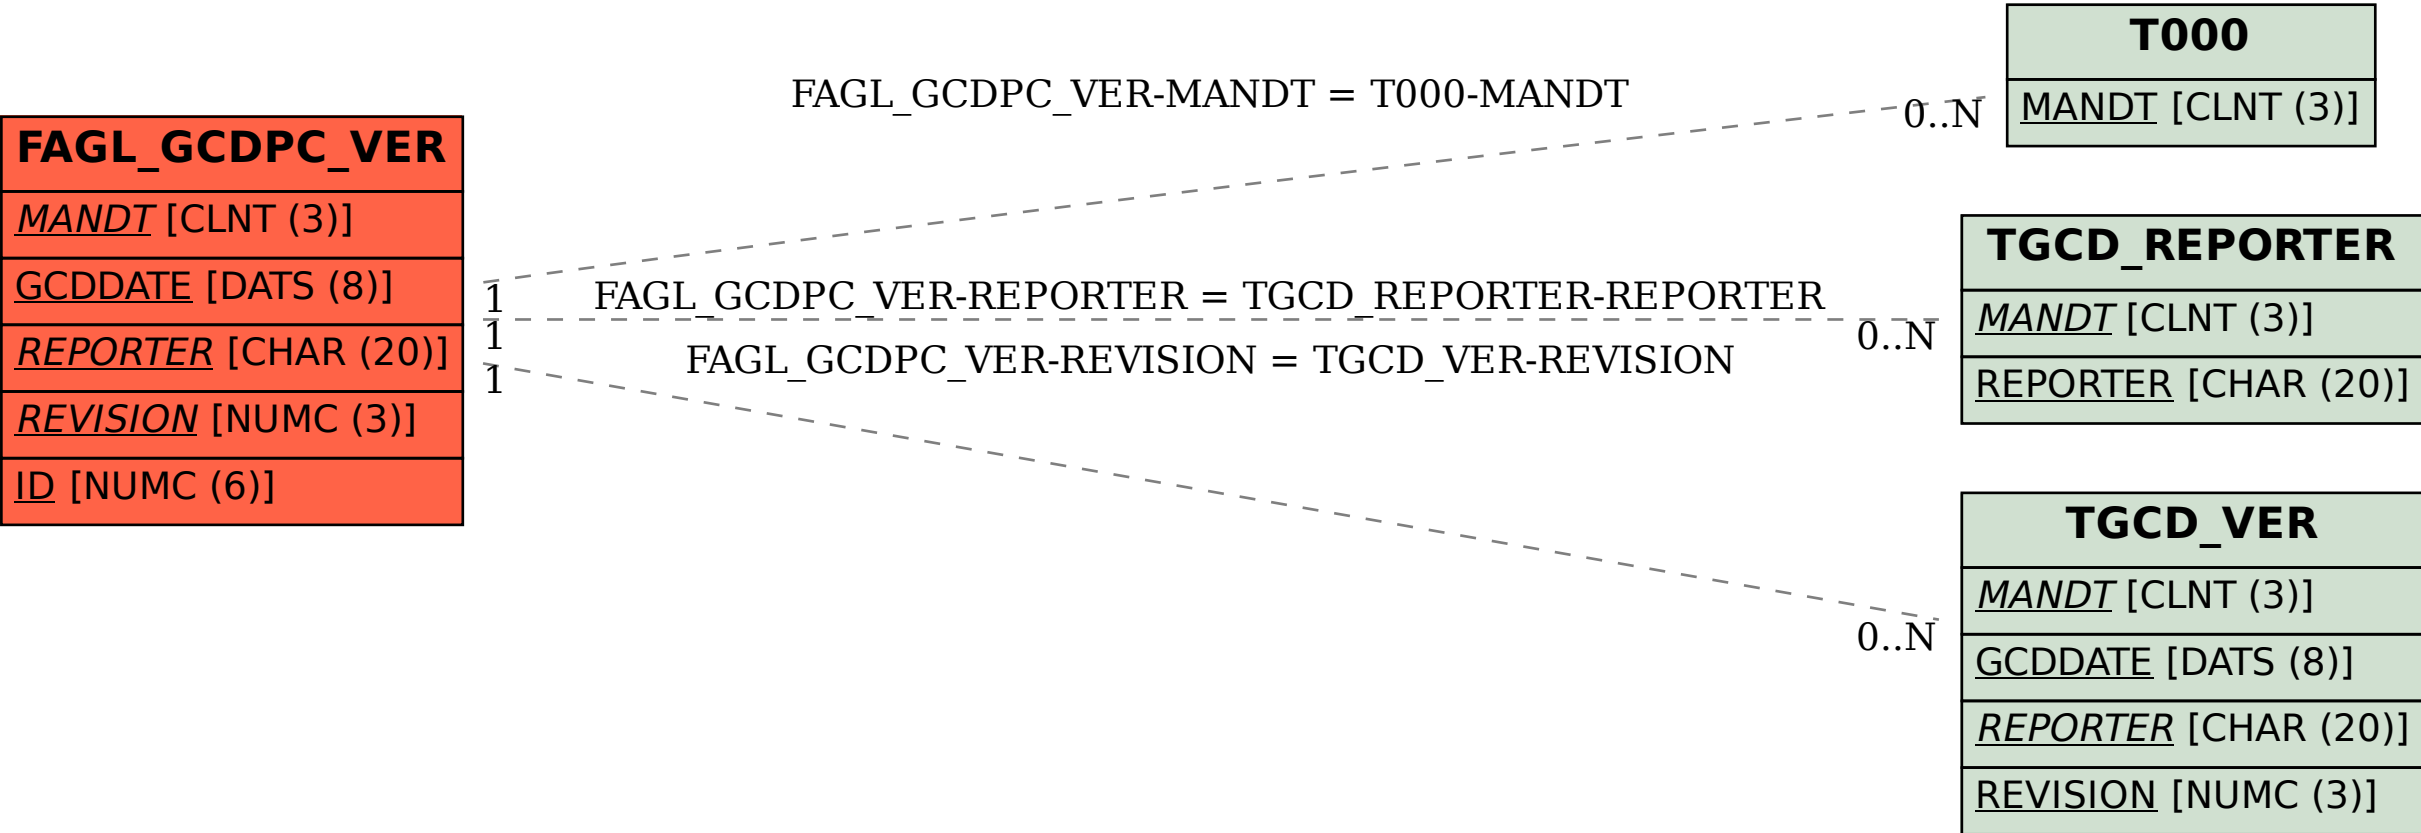 FAGL_GCDPC_VER
MANDT [CLNT (3)]
GCDDATE [DATS (8)]
REPORTER [CHAR (20)]
REVISION [NUMC (3)]
ID [NUMC (6)]
FAGL_GCDPC_VER-MANDT = T000-MANDT
1
0..N
FAGL_GCDPC_VER-REPORTER = TGCD_REPORTER-REPORTER
1
0..N
FAGL_GCDPC_VER-REVISION = TGCD_VER-REVISION
1
0..N
T000
MANDT [CLNT (3)]
TGCD_REPORTER
MANDT [CLNT (3)]
REPORTER [CHAR (20)]
TGCD_VER
MANDT [CLNT (3)]
GCDDATE [DATS (8)]
REPORTER [CHAR (20)]
REVISION [NUMC (3)]